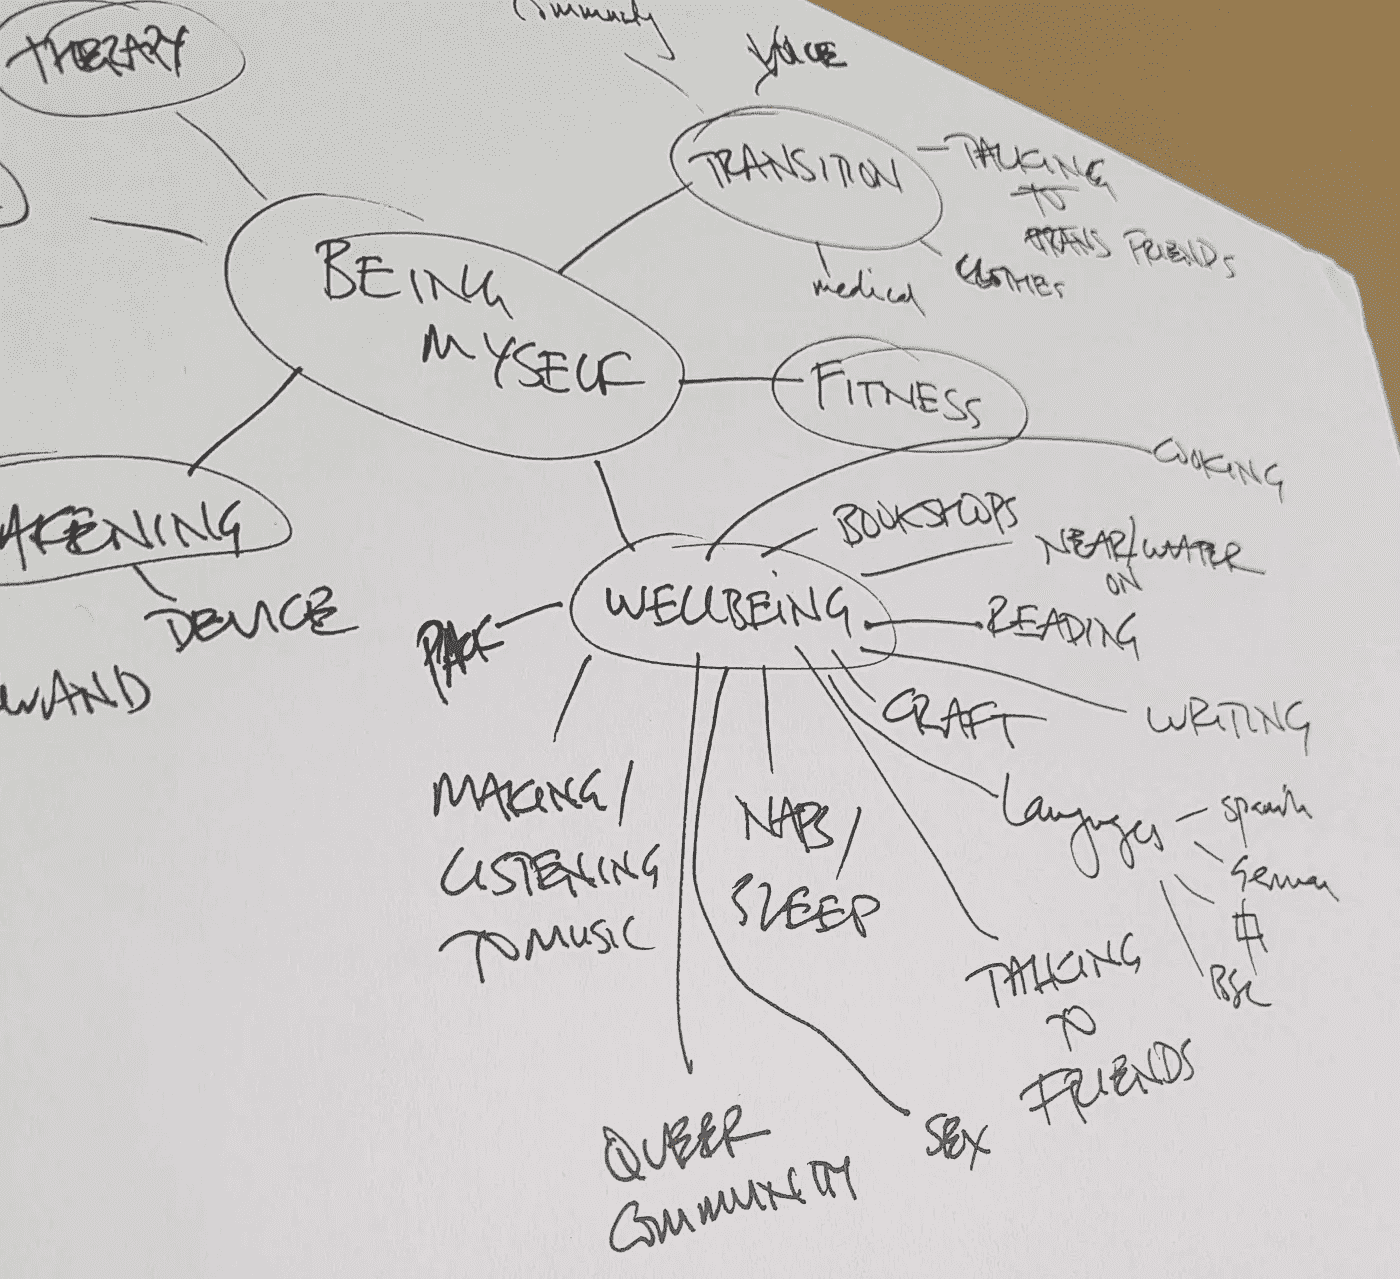 Community
THERAPY
VOICE
TRANSITION
TALKING
TO
TRANS FRIENDS
CLOTHES
medical
BEING
MYSELF
FITNESS
COOKING
BOOKSHOPS
NEAR/WATER
ON
WELLBEING
READING
AKENING
DEVICE
WAND
CRAFT
WRITING
MAKING/
LISTENING
TO MUSIC
NAPS/
SLEEP
Languages
Spanish
German
中
BSL
TALKING
TO
FRIENDS
SEX
QUEER
COMMUNITY